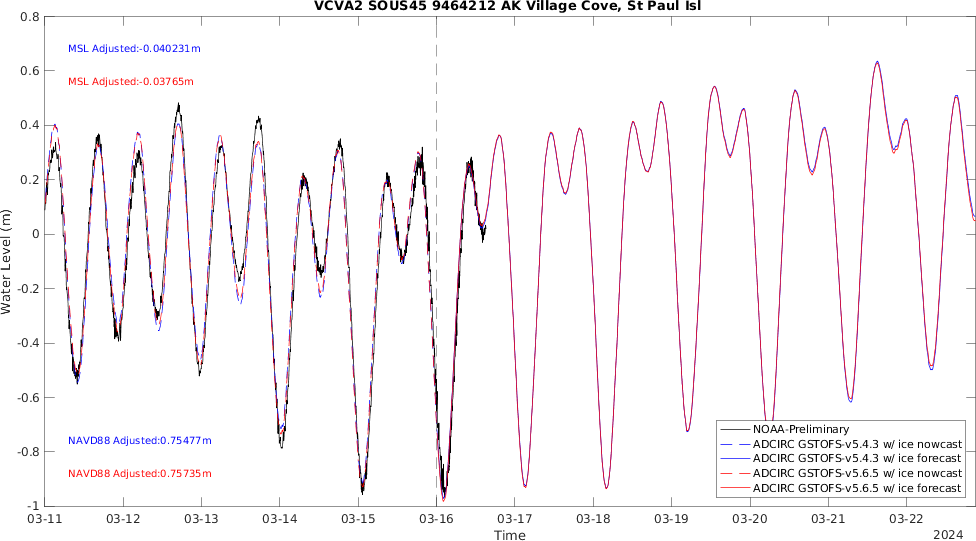 VCVA2 SOUS45 9464212 AK Village Cove, St Paul Isl
0.8
0.6
0.4
0.2
0
-0.2
-0.4
-0.6
-0.8
-1
Water Level (m)
MSL Adjusted:-0.040231m
MSL Adjusted:-0.03765m
NAVD88 Adjusted:0.75477m
NAVD88 Adjusted:0.75735m
NOAA-Preliminary
ADCIRC GSTOFS-v5.4.3 w/ ice nowcast
ADCIRC GSTOFS-v5.4.3 w/ ice forecast
ADCIRC GSTOFS-v5.6.5 w/ ice nowcast
ADCIRC GSTOFS-v5.6.5 w/ ice forecast
03-11 03-12 03-13 03-14 03-15 03-16 03-17 03-18 03-19 03-20 03-21 03-22
Time
2024